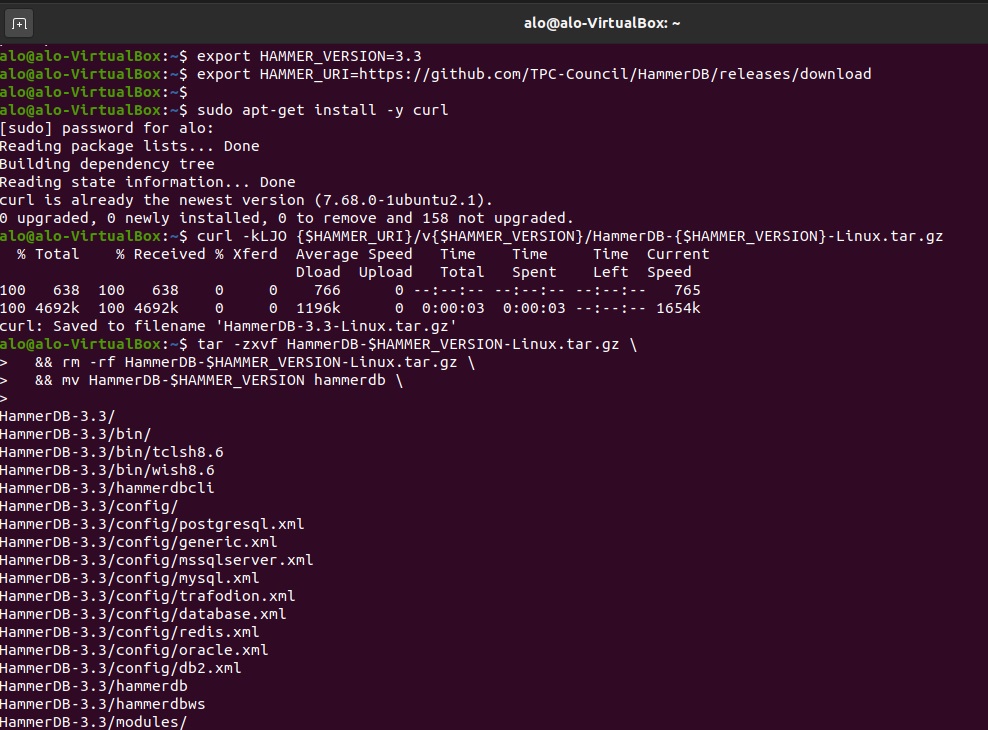 alo@alo-VirtualBox: ~
alo@alo-VirtualBox:~$ export HAMMER_VERSION=3.3
alo@alo-VirtualBox:~$ export HAMMER_URI=https://github.com/TPC-Council/HammerDB/releases/download
alo@alo-VirtualBox:~$
alo@alo-VirtualBox:~$ sudo apt-get install -y curl
[sudo] password for alo:
Reading package lists... Done
Building dependency tree
Reading state information... Done
curl is already the newest version (7.68.0-1ubuntu2.1).
0 upgraded, 0 newly installed, 0 to remove and 158 not upgraded.
alo@alo-VirtualBox:~$ curl -kLJO {$HAMMER_URI}/v{$HAMMER_VERSION}/HammerDB-{$HAMMER_VERSION}-Linux.tar.gz
  % Total    % Received % Xferd  Average Speed   Time    Time     Time  Current
                                 Dload  Upload   Total   Spent    Left  Speed
100   638  100   638    0     0    766      0 --:--:-- --:--:-- --:--:--   765
100 4692k  100 4692k    0     0  1196k      0  0:00:03  0:00:03 --:--:-- 1654k
curl: Saved to filename 'HammerDB-3.3-Linux.tar.gz'
alo@alo-VirtualBox:~$ tar -zxvf HammerDB-$HAMMER_VERSION-Linux.tar.gz \
>   && rm -rf HammerDB-$HAMMER_VERSION-Linux.tar.gz \
>   && mv HammerDB-$HAMMER_VERSION hammerdb \
>
HammerDB-3.3/
HammerDB-3.3/bin/
HammerDB-3.3/bin/tclsh8.6
HammerDB-3.3/bin/wish8.6
HammerDB-3.3/hammerdbcli
HammerDB-3.3/config/
HammerDB-3.3/config/postgresql.xml
HammerDB-3.3/config/generic.xml
HammerDB-3.3/config/mssqlserver.xml
HammerDB-3.3/config/mysql.xml
HammerDB-3.3/config/trafodion.xml
HammerDB-3.3/config/database.xml
HammerDB-3.3/config/redis.xml
HammerDB-3.3/config/oracle.xml
HammerDB-3.3/config/db2.xml
HammerDB-3.3/hammerdb
HammerDB-3.3/hammerdbws
HammerDB-3.3/modules/